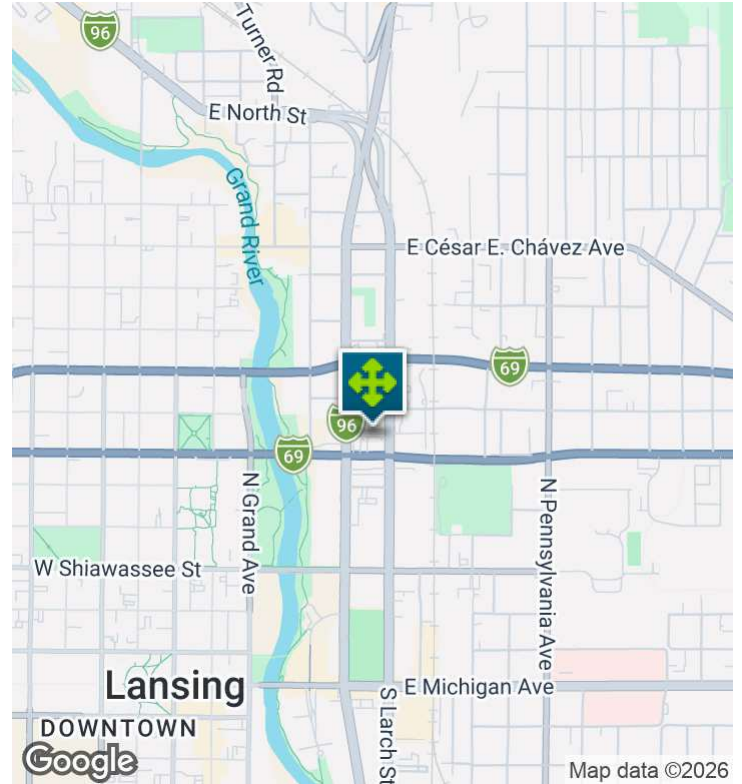 96
Turner Rd
E North St
Grand River
E César E. Chávez Ave
69
96
69
N Grand Ave
N Pennsylvania Ave
W Shiawassee St
Lansing
E Michigan Ave
S Larch St
DOWNTOWN
Google
Map data ©2026